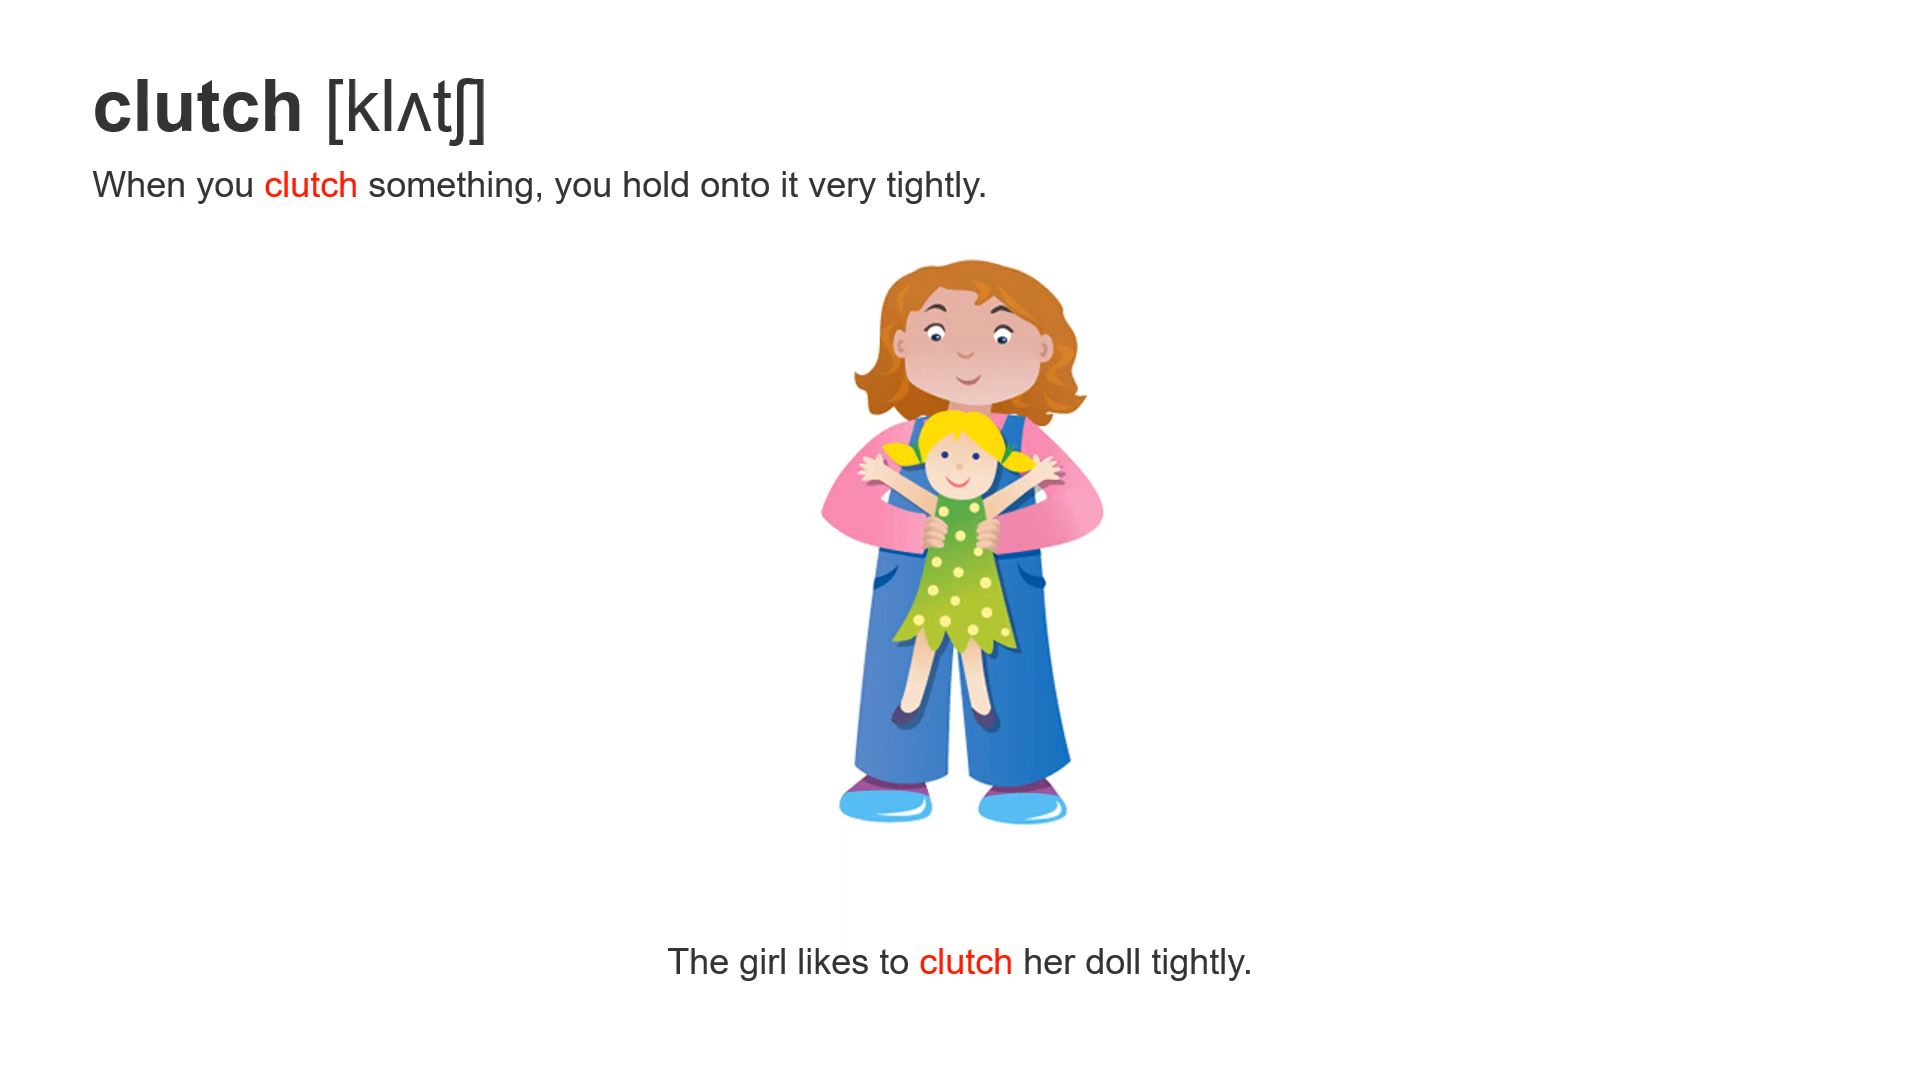 clutch [klʌtʃ]
When you clutch something, you hold onto it very tightly.
The girl likes to clutch her doll tightly.